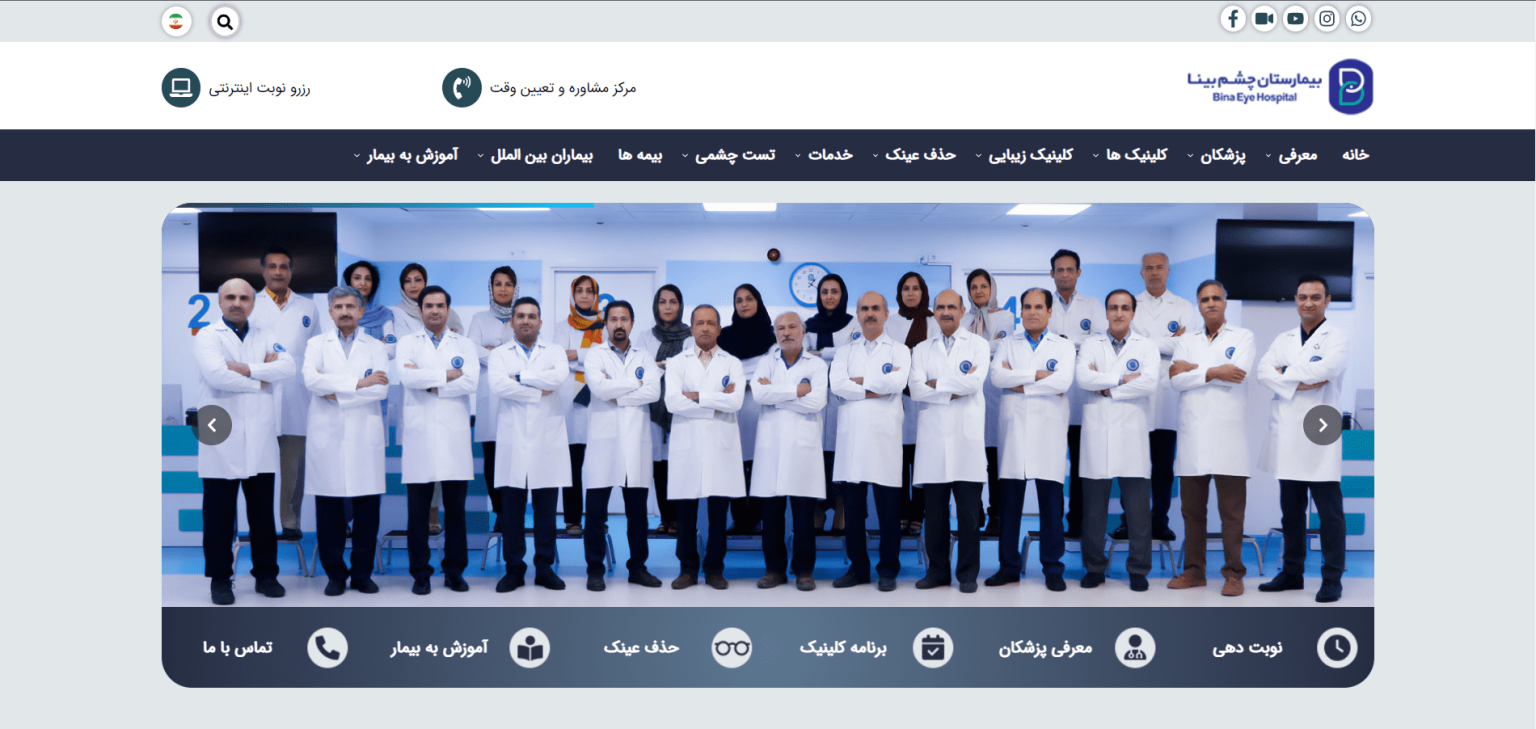 بیمارستان چشم بینا
Bina Eye Hospital
مرکز مشاوره و تعیین وقت
رزرو نوبت اینترنتی
خانه
معرفی
پزشکان
کلینیک ها
کلینیک زیبایی
حذف عینک
خدمات
تست چشمی
بیمه ها
بیماران بین الملل
آموزش به بیمار
2
4
نوبت دهی
معرفی پزشکان
برنامه کلینیک
حذف عینک
آموزش به بیمار
تماس با ما